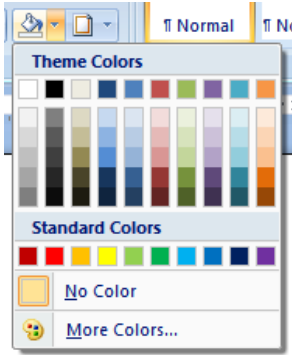 ¶ Normal ¶ N
Theme Colors
Standard Colors
No Color
More Colors...